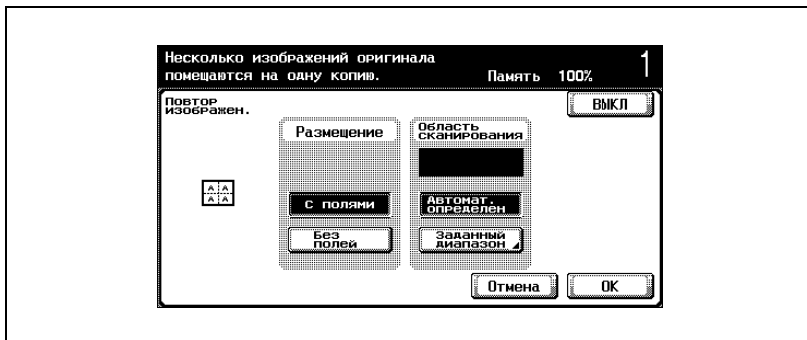 Несколько изображений оригинала
помещаются на одну копию.
Память 100% 1
Повтор
изображен.
ВЫКЛ
Размещение
Область
сканирования
A A
A A
С полями
Автомат.
определен
Без
полей
Заданный
диапазон
Отмена
OK